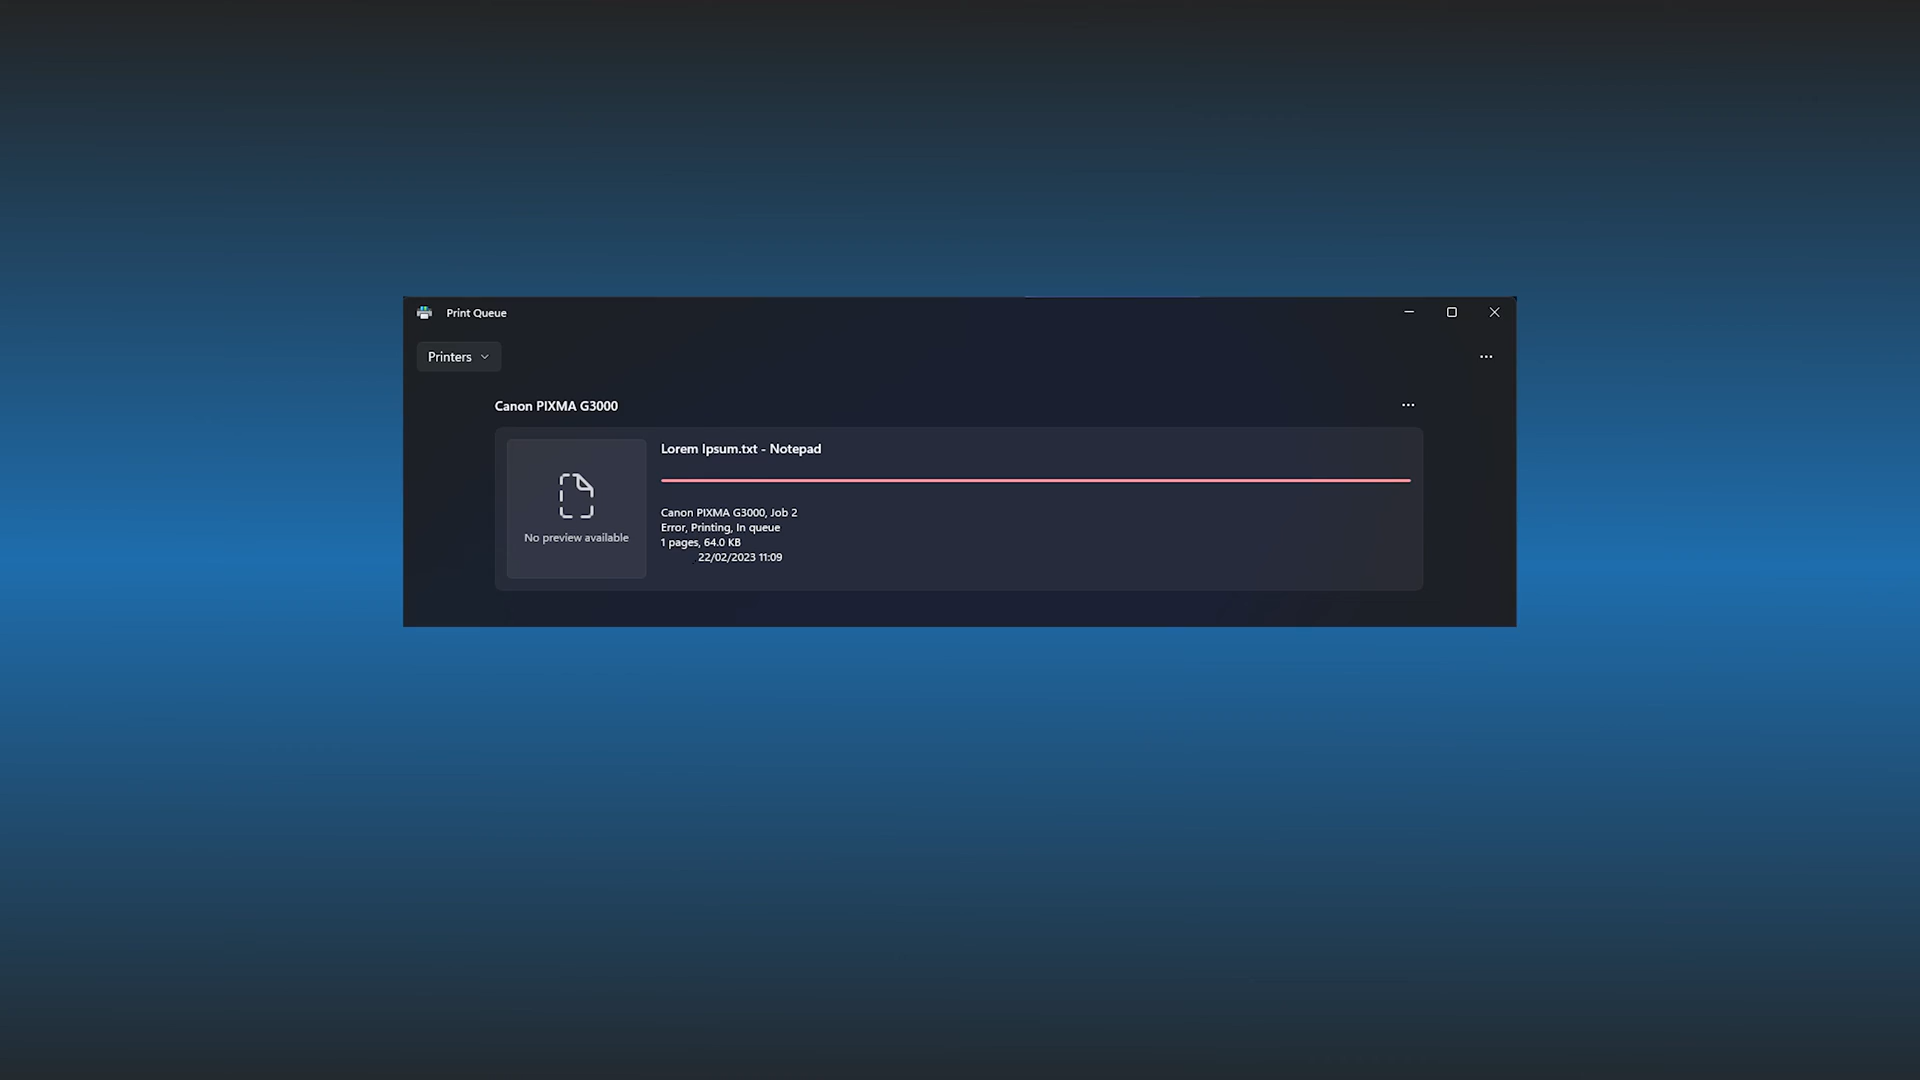 Print Queue
Printers
Canon PIXMA G3000
Lorem Ipsum.txt - Notepad
No preview available
Canon PIXMA G3000, Job 2
Error, Printing, In queue
1 pages, 64.0 KB
22/02/2023 11:09